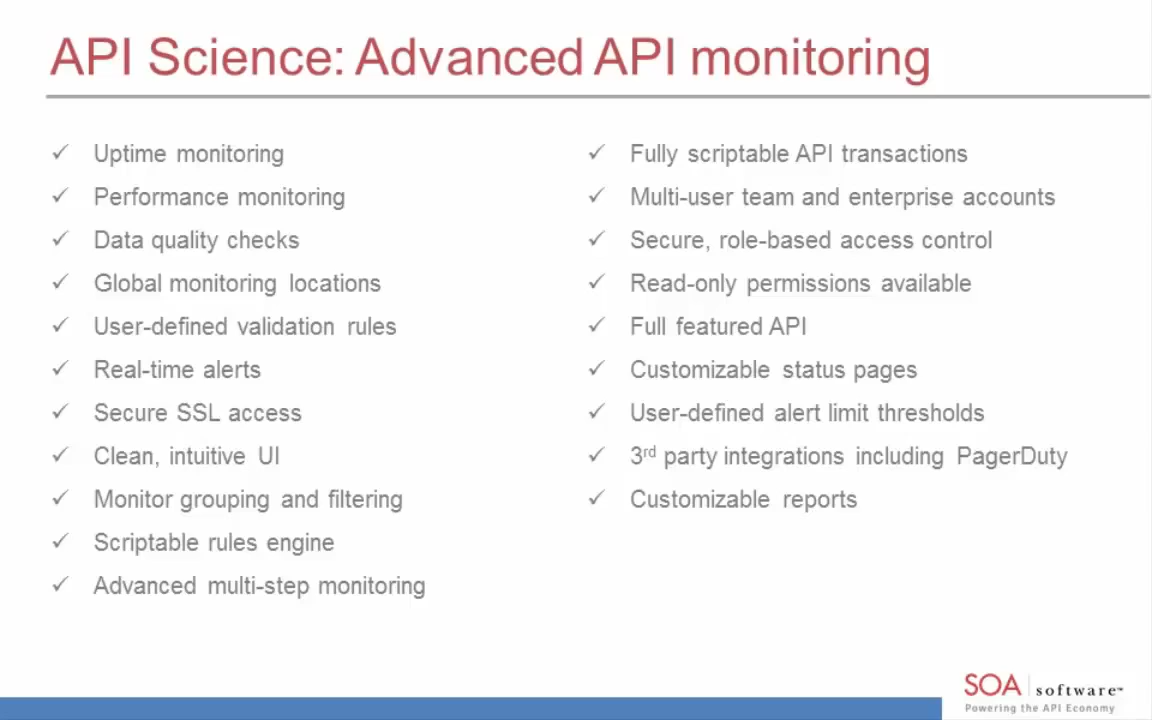 API Science: Advanced API monitoring
✓ Uptime monitoring
✓ Performance monitoring
✓ Data quality checks
✓ Global monitoring locations
✓ User-defined validation rules
✓ Real-time alerts
✓ Secure SSL access
✓ Clean, intuitive UI
✓ Monitor grouping and filtering
✓ Scriptable rules engine
✓ Advanced multi-step monitoring
✓ Fully scriptable API transactions
✓ Multi-user team and enterprise accounts
✓ Secure, role-based access control
✓ Read-only permissions available
✓ Full featured API
✓ Customizable status pages
✓ User-defined alert limit thresholds
✓ 3rd party integrations including PagerDuty
✓ Customizable reports
SOA software™
Powering the API Economy